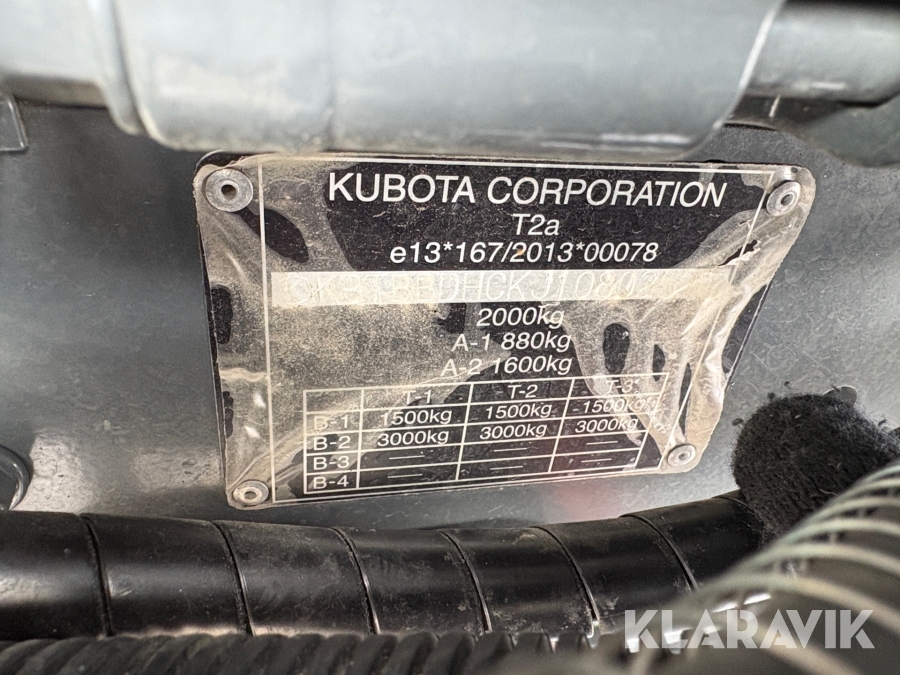 KUBOTA CORPORATION
T2a
e13*167/2013*00078
2000kg
A-1 880kg
A-2 1600kg
T-1 T-2 T-3*
B-1 1500kg 1500kg 1500kg
B-2 3000kg 3000kg 3000kg
B-3 — — —
B-4 — — —
KLARAVIK